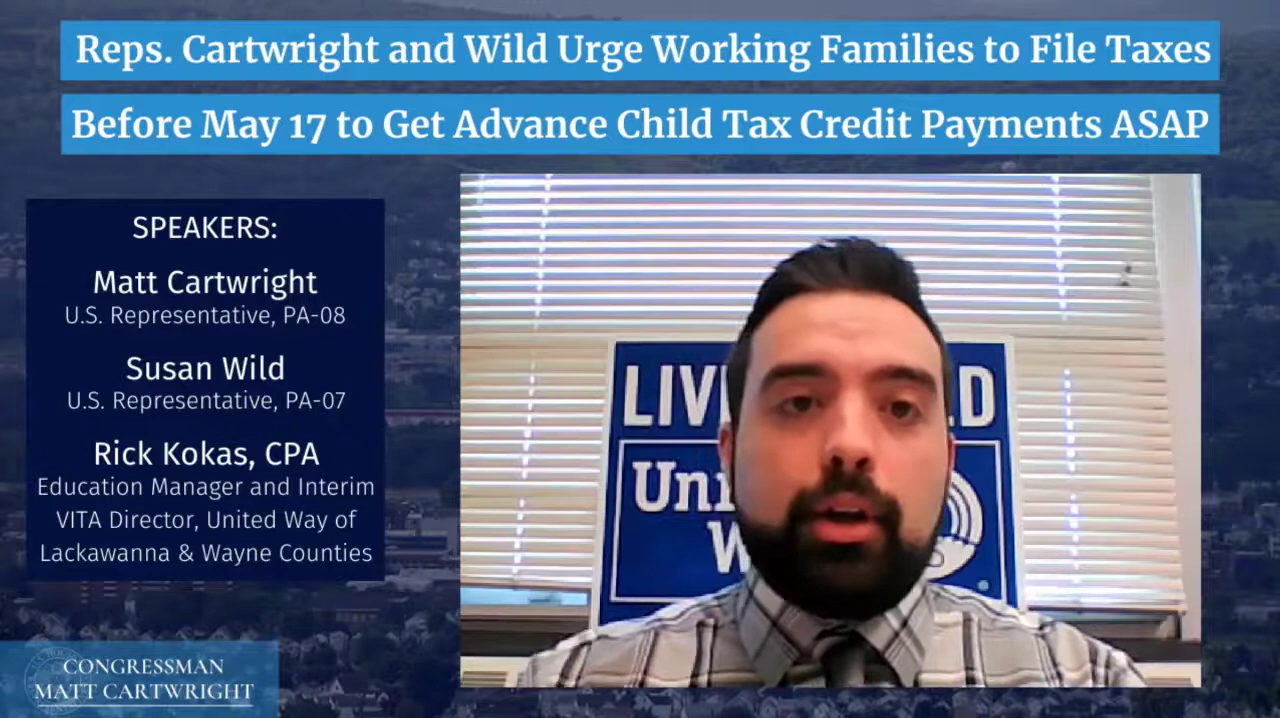 Reps. Cartwright and Wild Urge Working Families to File Taxes
Before May 17 to Get Advance Child Tax Credit Payments ASAP
SPEAKERS:
Matt Cartwright
U.S. Representative, PA-08
Susan Wild
U.S. Representative, PA-07
Rick Kokas, CPA
Education Manager and Interim
VITA Director, United Way of
Lackawanna & Wayne Counties
LIV
D
Uni
W
CONGRESSMAN
MATT CARTWRIGHT